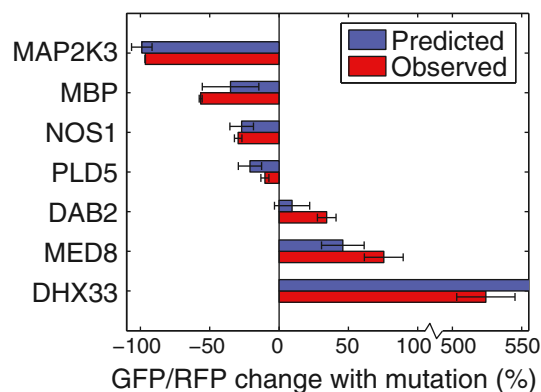 MAP2K3
MBP
NOS1
PLD5
DAB2
MED8
DHX33
Predicted
Observed
−100 −50 0 50 100 500 550
GFP/RFP change with mutation (%)